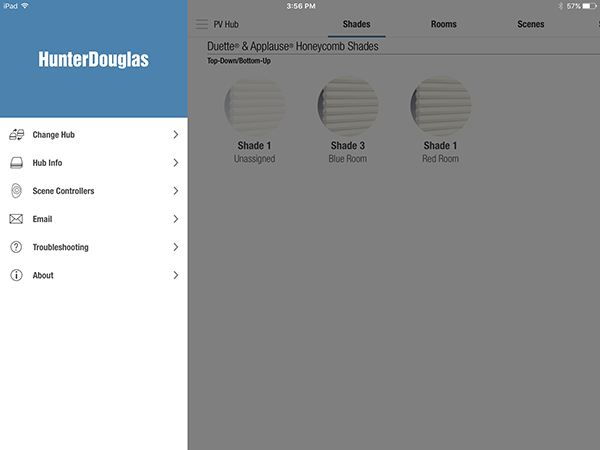 iPad 3:56 PM 57%
HunterDouglas
Change Hub
Hub Info
Scene Controllers
Email
Troubleshooting
About
PV Hub Shades Rooms Scenes
Duette® & Applause® Honeycomb Shades
Top-Down/Bottom-Up
Shade 1 Shade 3 Shade 1
Unassigned Blue Room Red Room